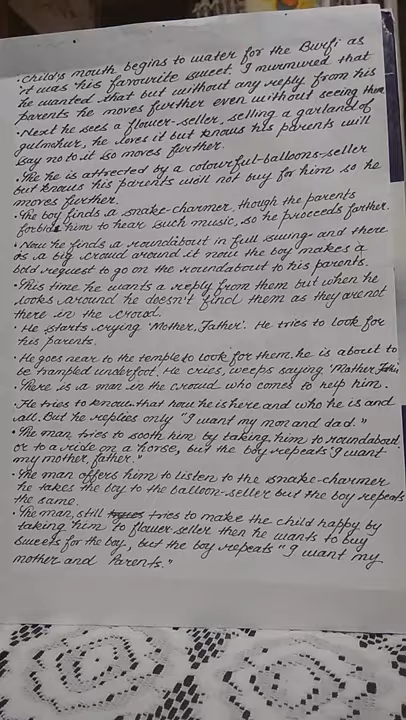 ·Child's mouth begins to water for the Burfi as
it was his favourite sweet. I murmured that
he wanted that but without any reply from his
parents he moves further even without seeing them
·Next he sees a flower-seller, selling a garland of
gulmohur, he loves it but knows his parents will
say no to it so moves further.
·The he is attrected by a colourful-balloons-seller
but knows his parents will not buy for him so he
moves further.
·The boy finds a snake-charmer, though the parents
forbids him to hear such music, so he proceeds farther.
·Now he finds a roundabout in full swing and there
is a big crowd around it now the boy makes a
bold request to go on the roundabout to his parents.
·This time he wants a reply from them but when he
looks around he doesn't find them as they are not
there in the crowd.
· He starts crying 'Mother, Father'. He tries to look for
his parents.
·He goes near to the temple to look for them. he is about to
be trampled underfoot. He cries, weeps saying 'Mother, Father'
·There is a man in the crowd who comes to help him.
·He tries to know that how he is here and who he is and
all. But he replies only "I want my mon and dad."
·The man tries to sooth him by taking him to roundabout
or to a ride on a horse, but the boy repeats "I want
my mother, father."
·The man offers him to listen to the snake-charmer
he takes the boy to the balloon-seller but the boy repeats
the same.
·The man, still tries to make the child happy by
taking him to flower-seller then he wants to buy
sweets for the boy, but the boy repeats "I want my
mother and Parents."